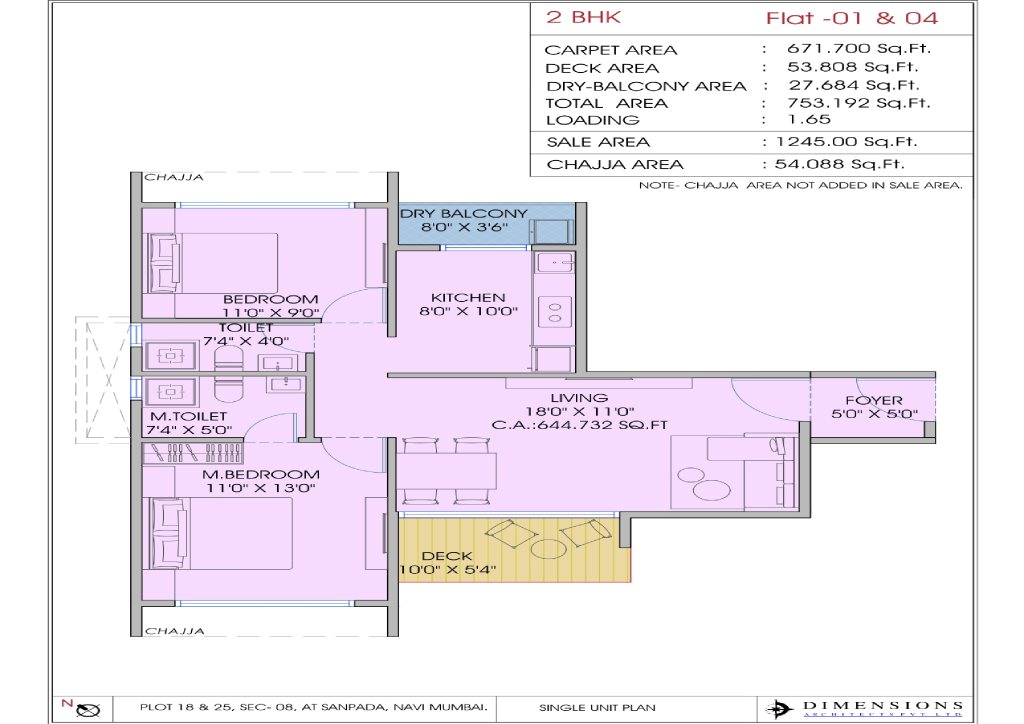 2 BHK Flat -01 & 04
CARPET AREA : 671.700 Sq.Ft.
DECK AREA : 53.808 Sq.Ft.
DRY-BALCONY AREA : 27.684 Sq.Ft.
TOTAL AREA : 753.192 Sq.Ft.
LOADING : 1.65
SALE AREA : 1245.00 Sq.Ft.
CHAJJA AREA : 54.088 Sq.Ft.
NOTE- CHAJJA AREA NOT ADDED IN SALE AREA.
CHAJJA
DRY BALCONY
8'0" X 3'6"
BEDROOM
11'0" X 9'0"
KITCHEN
8'0" X 10'0"
TOILET
7'4" X 4'0"
LIVING
18'0" X 11'0"
C.A.:644.732 SQ.FT
FOYER
5'0" X 5'0"
M.TOILET
7'4" X 5'0"
M.BEDROOM
11'0" X 13'0"
DECK
10'0" X 5'4"
CHAJJA
N
PLOT 18 & 25, SEC- 08, AT SANPADA, NAVI MUMBAI.
SINGLE UNIT PLAN
DIMENSIONS
ARCHITECTS PVT. LTD